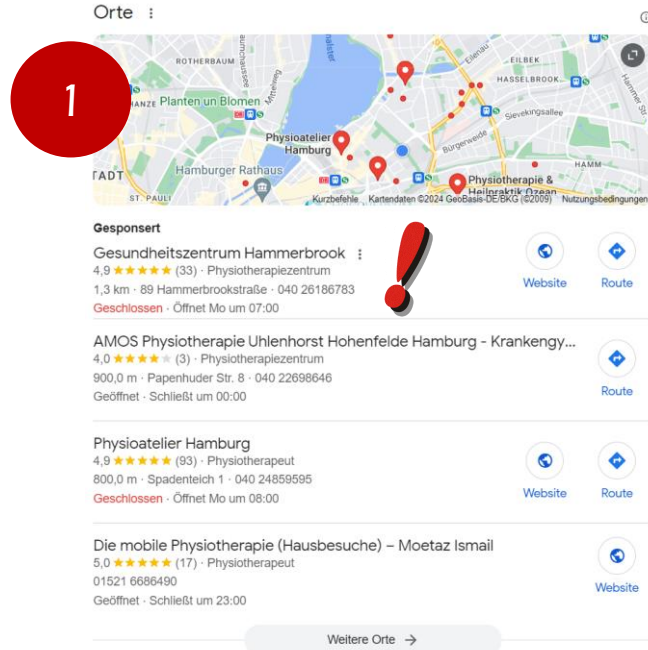 Orte
1
ROTHERBAUM
EILBEK
HASSELBROOK
Planten un Blomen
Sievekingsallee
Bürgerweide
Physioatelier
Hamburg
Hamburger Rathaus
HAMM
Physiotherapie &
Heilpraktik Ozean
ST. PAULI
Kurzbefehle Kartendaten ©2024 GeoBasis-DE/BKG (©2009) Nutzungsbedingungen
Gesponsert
Gesundheitszentrum Hammerbrook
4,9 ★★★★★ (33) · Physiotherapiezentrum
1,3 km · 89 Hammerbrookstraße · 040 26186783
Geschlossen · Öffnet Mo um 07:00
Website Route
!
AMOS Physiotherapie Uhlenhorst Hohenfelde Hamburg - Krankengy...
4,0 ★★★★★ (3) · Physiotherapiezentrum
900,0 m · Papenhuder Str. 8 · 040 22698646
Geöffnet · Schließt um 00:00
Route
Physioatelier Hamburg
4,9 ★★★★★ (93) · Physiotherapeut
800,0 m · Spadenteich 1 · 040 24859595
Geschlossen · Öffnet Mo um 08:00
Website Route
Die mobile Physiotherapie (Hausbesuche) – Moetaz Ismail
5,0 ★★★★★ (17) · Physiotherapeut
01521 6686490
Geöffnet · Schließt um 23:00
Website
Weitere Orte →